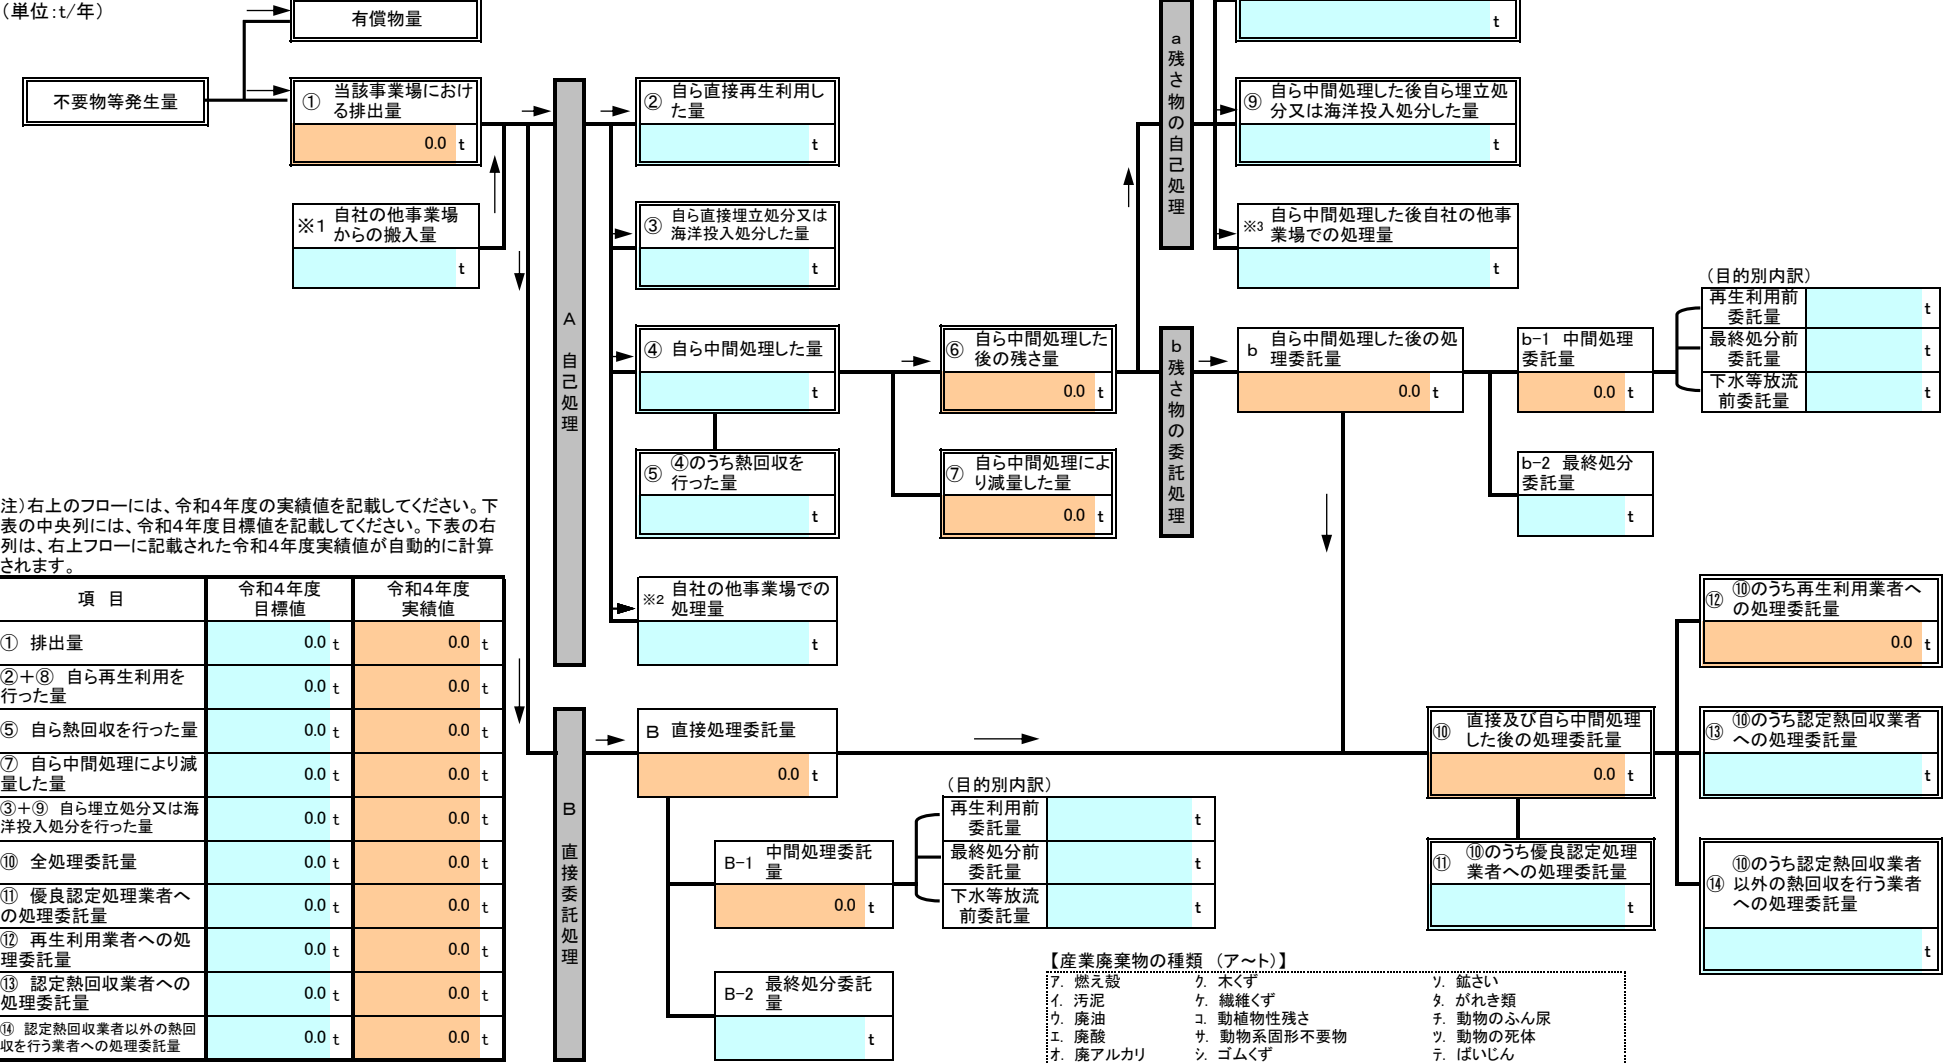 （単位：t/年）
有償物量
不要物等発生量
① 当該事業場におけ
る排出量
0.0 t
※1 自社の他事業場
からの搬入量
t
A 自己処理
② 自ら直接再生利用し
た量
t
③ 自ら直接埋立処分又は
海洋投入処分した量
t
④ 自ら中間処理した量
t
⑤ ④のうち熱回収を
行った量
t
※2 自社の他事業場での
処理量
t
⑥ 自ら中間処理した
後の残さ量
0.0 t
⑦ 自ら中間処理によ
り減量した量
0.0 t
a 残さ物の自己処理
t
⑨ 自ら中間処理した後自ら埋立処
分又は海洋投入処分した量
t
※3 自ら中間処理した後自社の他事
業場での処理量
t
b 残さ物の委託処理
b 自ら中間処理した後の処
理委託量
0.0 t
b-1 中間処理
委託量
0.0 t
（目的別内訳）
再生利用前
委託量
t
最終処分前
委託量
t
下水等放流
前委託量
t
b-2 最終処分
委託量
t
注）右上のフローには、令和4年度の実績値を記載してください。下
表の中央列には、令和4年度目標値を記載してください。下表の右
列は、右上フローに記載された令和4年度実績値が自動的に計算
されます。
項 目
令和4年度
目標値
令和4年度
実績値
① 排出量
0.0 t 0.0 t
②＋⑧ 自ら再生利用を
行った量
0.0 t 0.0 t
⑤ 自ら熱回収を行った量
0.0 t 0.0 t
⑦ 自ら中間処理により減
量した量
0.0 t 0.0 t
③＋⑨ 自ら埋立処分又は海
洋投入処分を行った量
0.0 t 0.0 t
⑩ 全処理委託量
0.0 t 0.0 t
⑪ 優良認定処理業者へ
の処理委託量
0.0 t 0.0 t
⑫ 再生利用業者への処
理委託量
0.0 t 0.0 t
⑬ 認定熱回収業者への
処理委託量
0.0 t 0.0 t
⑭ 認定熱回収業者以外の熱回
収を行う業者への処理委託量
0.0 t 0.0 t
B 直接委託処理
B 直接処理委託量
0.0 t
B-1 中間処理委託
量
0.0 t
（目的別内訳）
再生利用前
委託量
t
最終処分前
委託量
t
下水等放流
前委託量
t
B-2 最終処分委託
量
t
⑩ 直接及び自ら中間処理
した後の処理委託量
0.0 t
⑪ ⑩のうち優良認定処理
業者への処理委託量
t
⑫ ⑩のうち再生利用業者へ
の処理委託量
0.0 t
⑬ ⑩のうち認定熱回収業者
への処理委託量
t
⑭ ⑩のうち認定熱回収業者
以外の熱回収を行う業者
への処理委託量
t
【産業廃棄物の種類 （ア～ト）】
ア. 燃え殻 ク. 木くず ソ. 鉱さい
イ. 汚泥 ケ. 繊維くず タ. がれき類
ウ. 廃油 コ. 動植物性残さ チ. 動物のふん尿
エ. 廃酸 サ. 動物系固形不要物 ツ. 動物の死体
オ. 廃アルカリ シ. ゴムくず テ. ばいじん